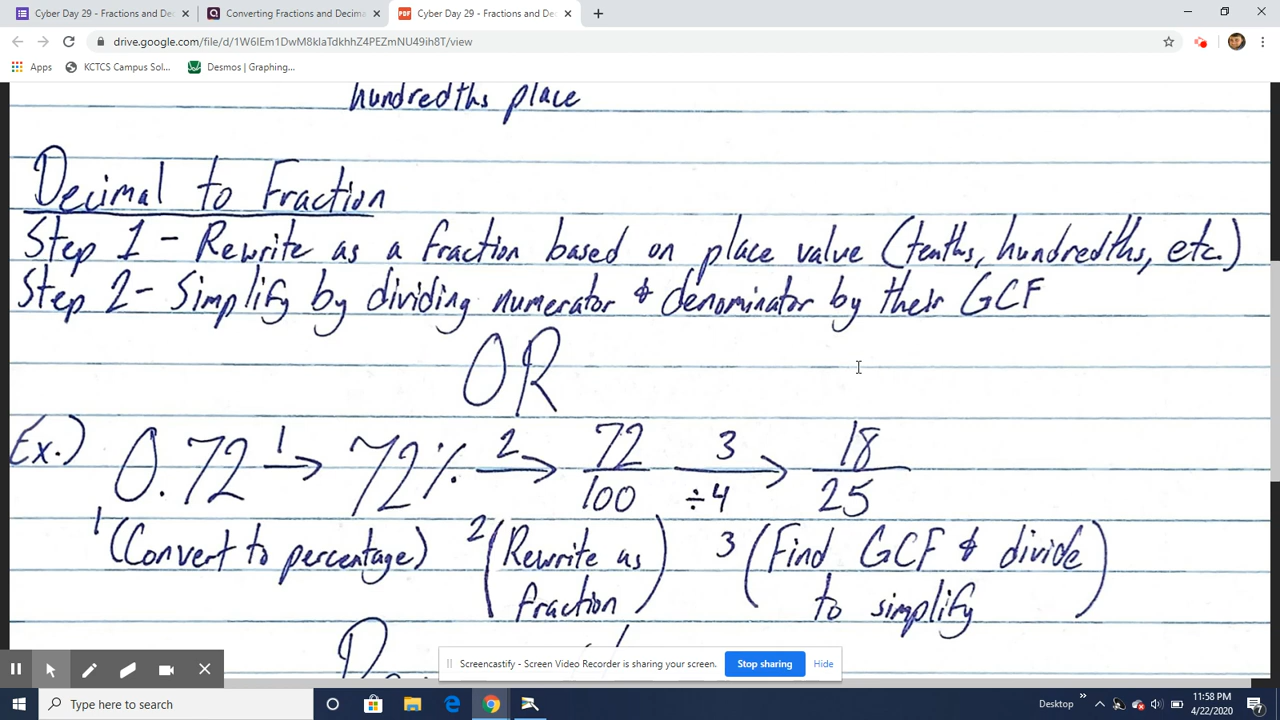 Cyber Day 29 - Fractions and Dec
Converting Fractions and Decima
Cyber Day 29 - Fractions and Dec
drive.google.com/file/d/1W6IEm1DwM8klaTdkhhZ4PEZmNU49ih8T/view
Apps
KCTCS Campus Sol...
Desmos | Graphing...
hundredths place
Decimal to Fraction
Step 1 - Rewrite as a fraction based on place value (tenths, hundredths, etc.)
Step 2 - Simplify by dividing numerator & denominator by their GCF
OR
Ex.) 0.72 1→ 72% 2→ 72/100 3→ ÷4 18/25
1 (Convert to percentage) 2 (Rewrite as fraction) 3 (Find GCF & divide to simplify)
Screencastify - Screen Video Recorder is sharing your screen.
Stop sharing
Hide
Type here to search
Desktop
11:58 PM
4/22/2020